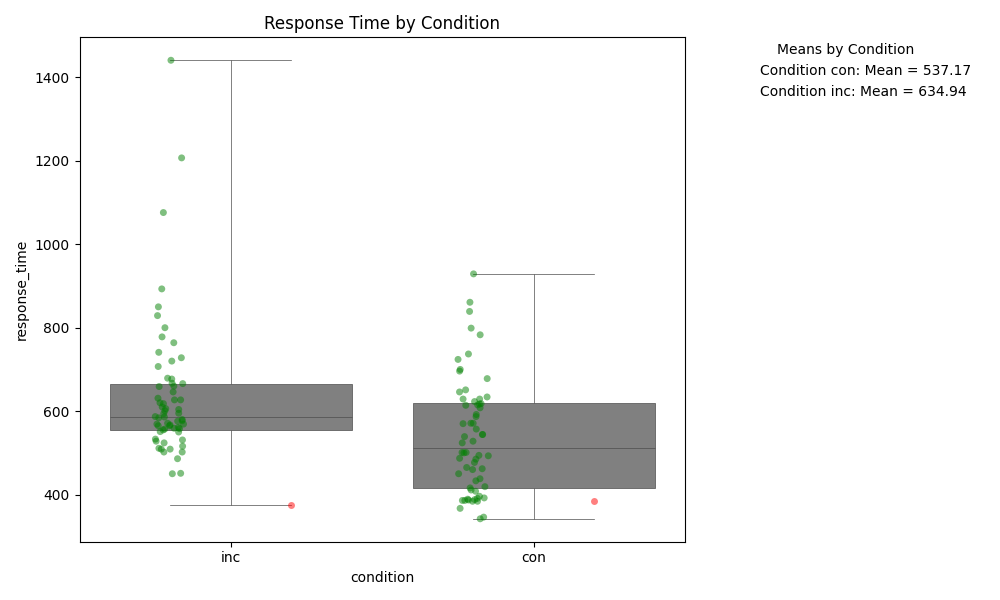 Response Time by Condition
Means by Condition
Condition con: Mean = 537.17
Condition inc: Mean = 634.94
response_time
1400
1200
1000
800
600
400
inc
con
condition